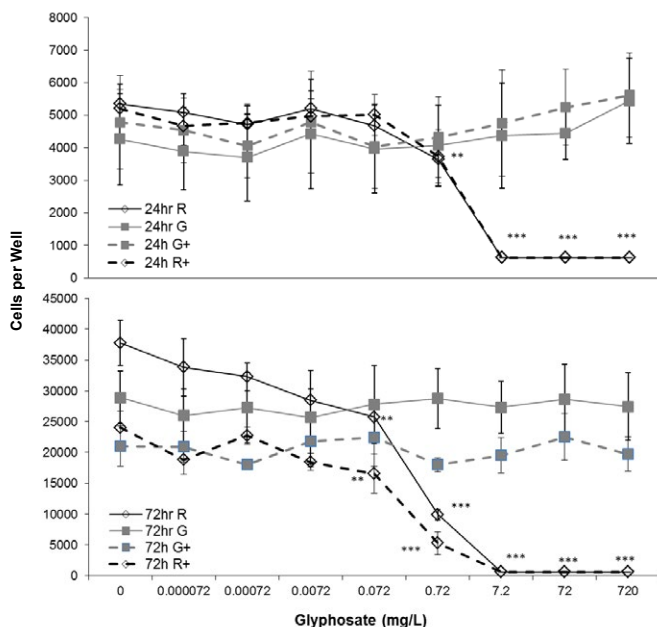 8000
7000
6000
5000
4000
3000
2000
1000
0
**
***
***
***
24hr R
24hr G
24h G+
24h R+
Cells per Well
45000
40000
35000
30000
25000
20000
15000
10000
5000
0
**
**
***
***
***
***
***
72hr R
72hr G
72h G+
72h R+
0 0.0000072 0.00072 0.0072 0.072 0.72 7.2 72 720
Glyphosate (mg/L)